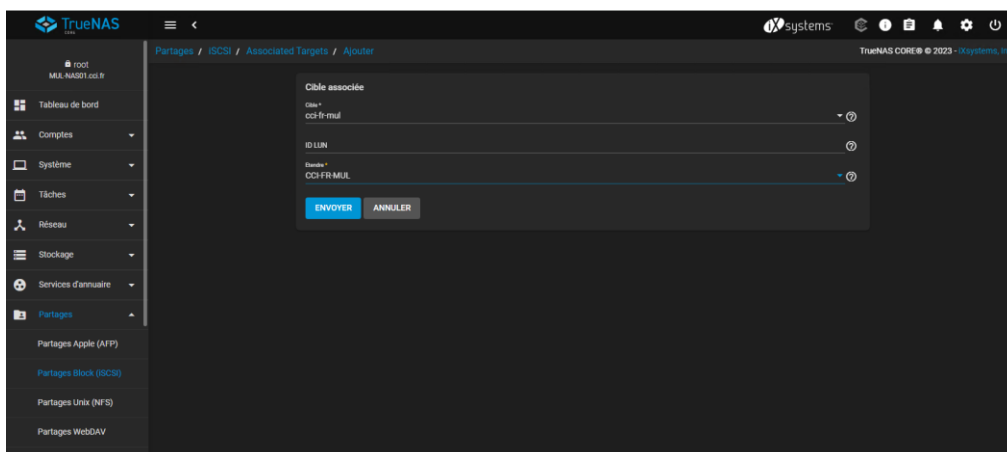 TrueNAS
CORE
iXsystems
root
MUL-NAS01.cci.fr
Partages / iSCSI / Associated Targets / Ajouter
TrueNAS CORE® © 2023 - iXsystems, In
Tableau de bord
Comptes
Système
Tâches
Réseau
Stockage
Services d'annuaire
Partages
Partages Apple (AFP)
Partages Block (iSCSI)
Partages Unix (NFS)
Partages WebDAV
Cible associée
Cible *
cci-fr-mul
ID LUN
Etendre *
CCI-FR-MUL
ENVOYER ANNULER